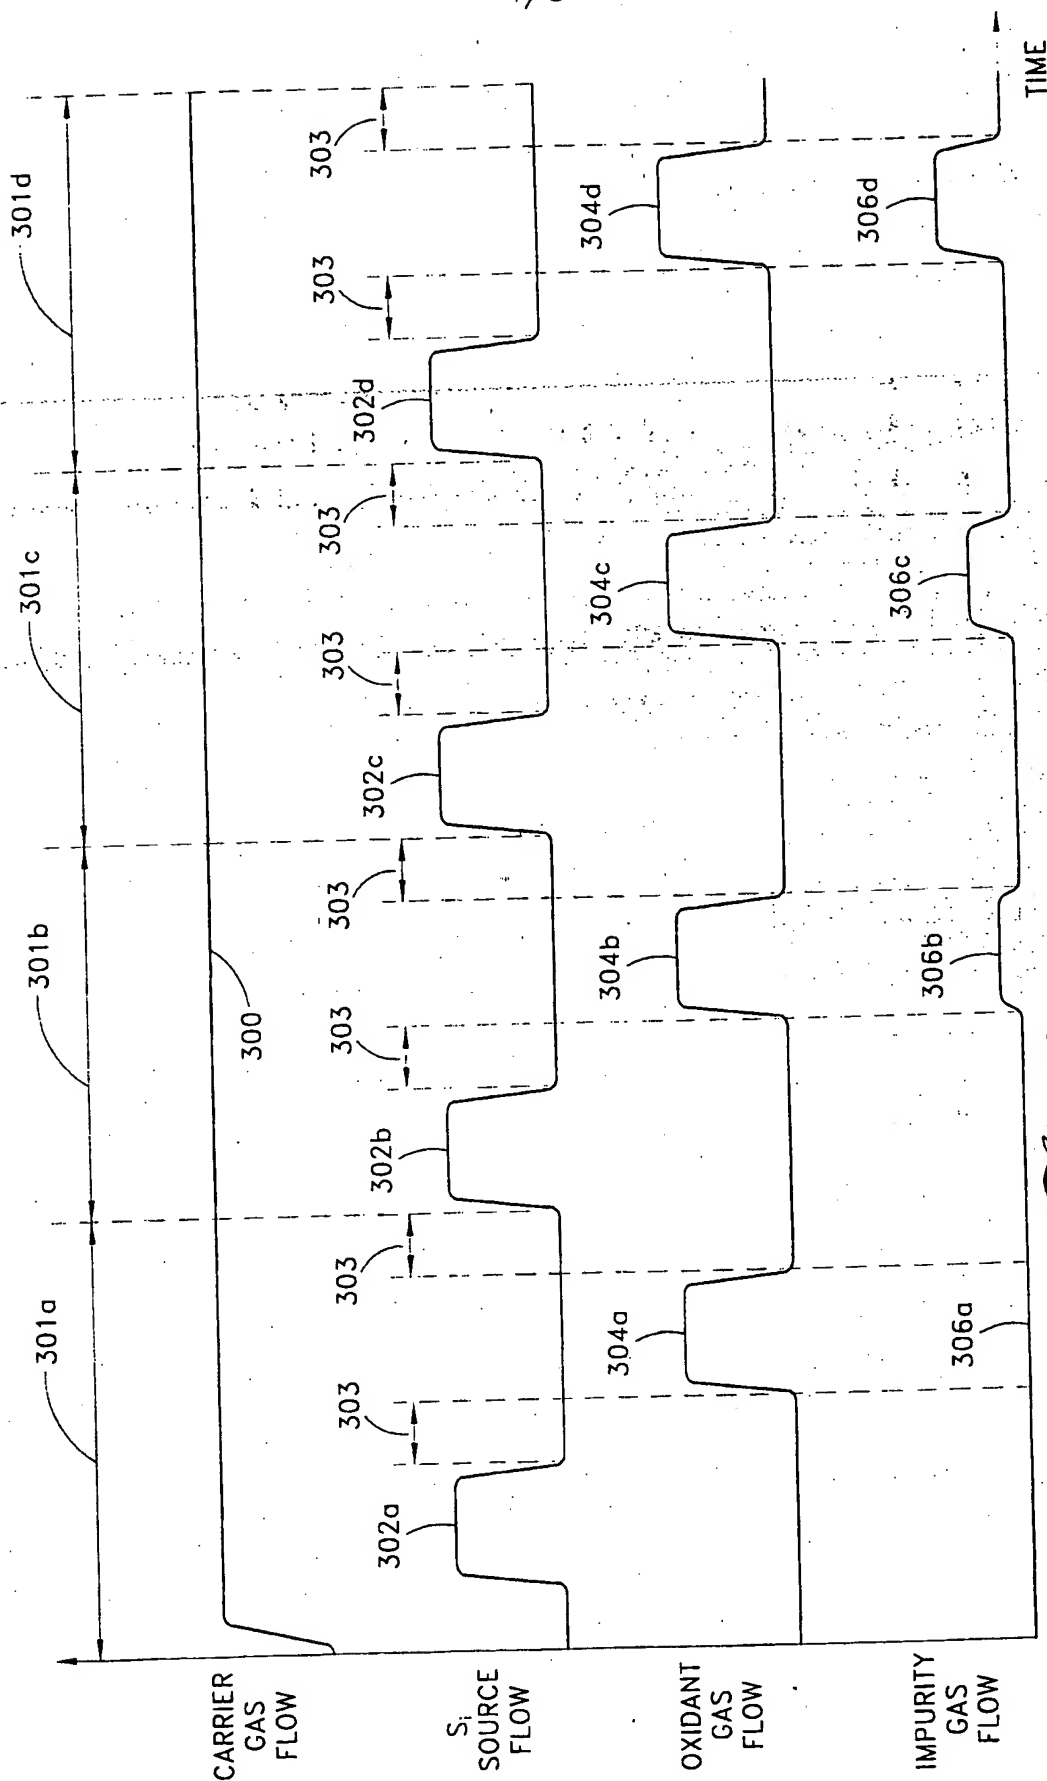 301a
301b
301c
301d
CARRIER
GAS
FLOW
300
303
303
303
303
303
303
303
303
Si
SOURCE
FLOW
302a
302b
302c
302d
OXIDANT
GAS
FLOW
304a
304b
304c
304d
IMPURITY
GAS
FLOW
306a
306b
306c
306d
TIME